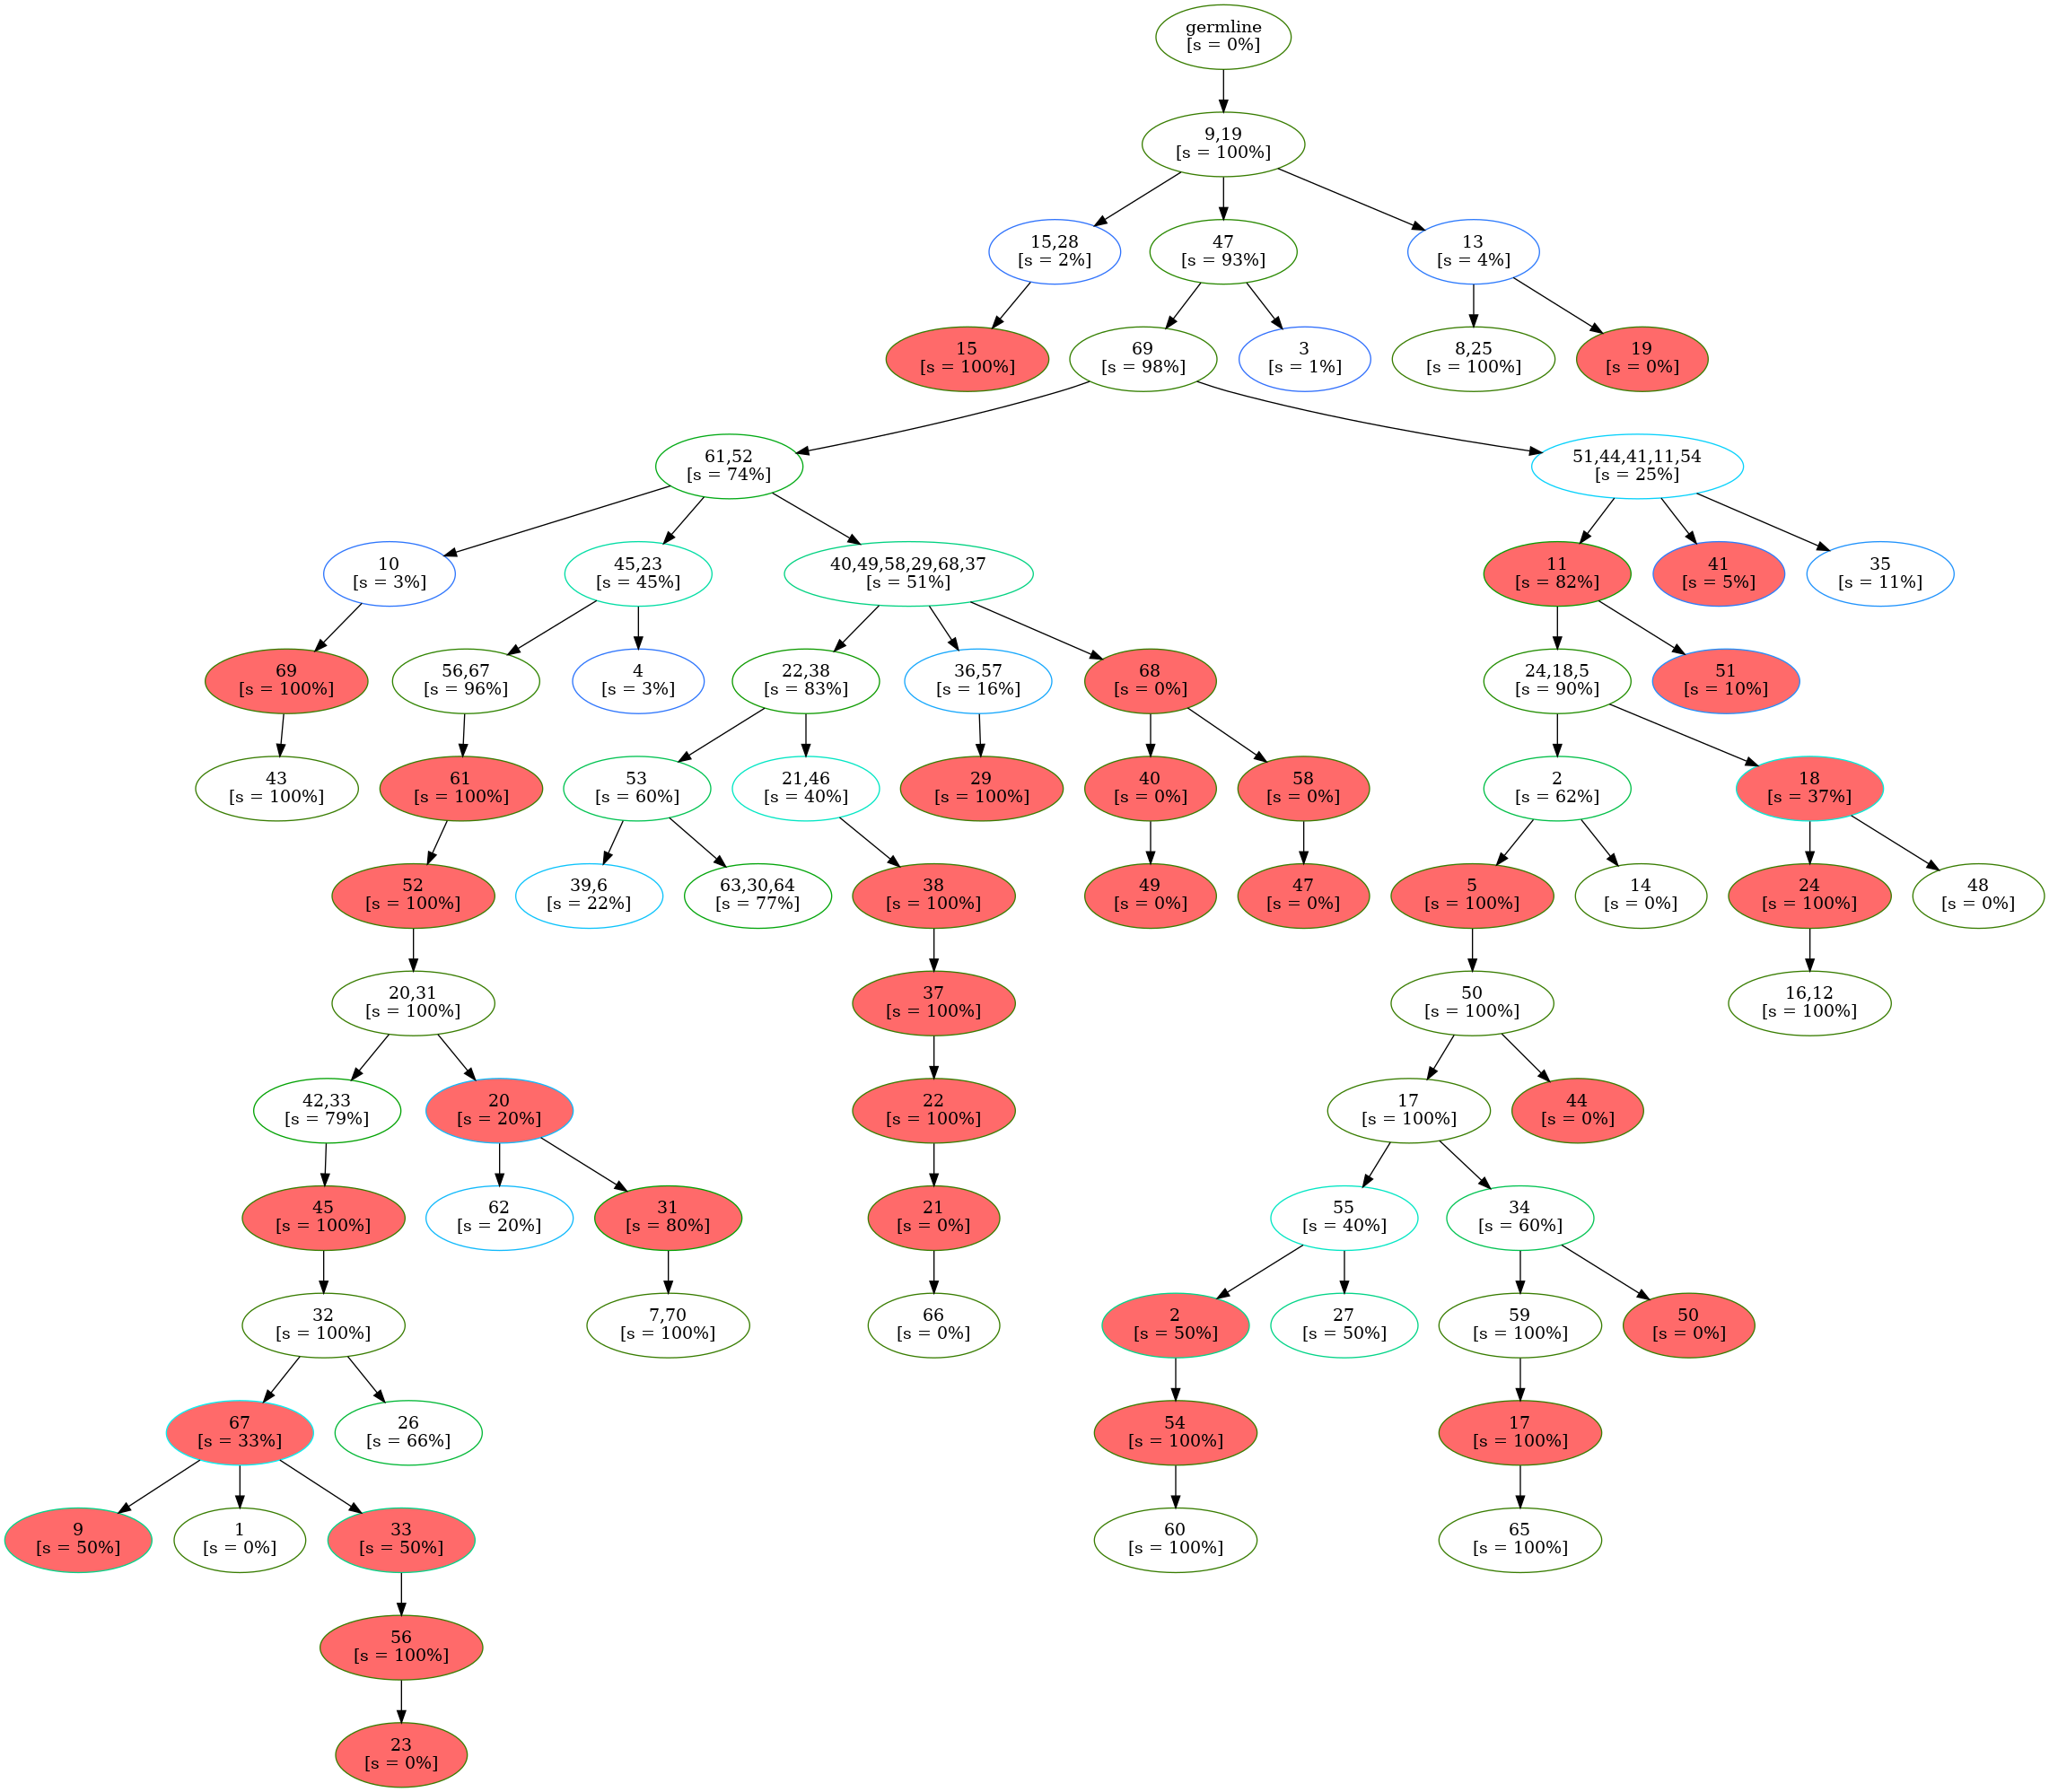 germline
[s = 0%]
9,19
[s = 100%]
15,28
[s = 2%]
47
[s = 93%]
13
[s = 4%]
15
[s = 100%]
69
[s = 98%]
3
[s = 1%]
8,25
[s = 100%]
19
[s = 0%]
61,52
[s = 74%]
51,44,41,11,54
[s = 25%]
10
[s = 3%]
45,23
[s = 45%]
40,49,58,29,68,37
[s = 51%]
11
[s = 82%]
41
[s = 5%]
35
[s = 11%]
69
[s = 100%]
56,67
[s = 96%]
4
[s = 3%]
22,38
[s = 83%]
36,57
[s = 16%]
68
[s = 0%]
24,18,5
[s = 90%]
51
[s = 10%]
43
[s = 100%]
61
[s = 100%]
53
[s = 60%]
21,46
[s = 40%]
29
[s = 100%]
40
[s = 0%]
58
[s = 0%]
2
[s = 62%]
18
[s = 37%]
52
[s = 100%]
39,6
[s = 22%]
63,30,64
[s = 77%]
38
[s = 100%]
49
[s = 0%]
47
[s = 0%]
5
[s = 100%]
14
[s = 0%]
24
[s = 100%]
48
[s = 0%]
20,31
[s = 100%]
37
[s = 100%]
50
[s = 100%]
16,12
[s = 100%]
42,33
[s = 79%]
20
[s = 20%]
22
[s = 100%]
17
[s = 100%]
44
[s = 0%]
45
[s = 100%]
62
[s = 20%]
31
[s = 80%]
21
[s = 0%]
55
[s = 40%]
34
[s = 60%]
32
[s = 100%]
7,70
[s = 100%]
66
[s = 0%]
2
[s = 50%]
27
[s = 50%]
59
[s = 100%]
50
[s = 0%]
67
[s = 33%]
26
[s = 66%]
54
[s = 100%]
17
[s = 100%]
9
[s = 50%]
1
[s = 0%]
33
[s = 50%]
60
[s = 100%]
65
[s = 100%]
56
[s = 100%]
23
[s = 0%]